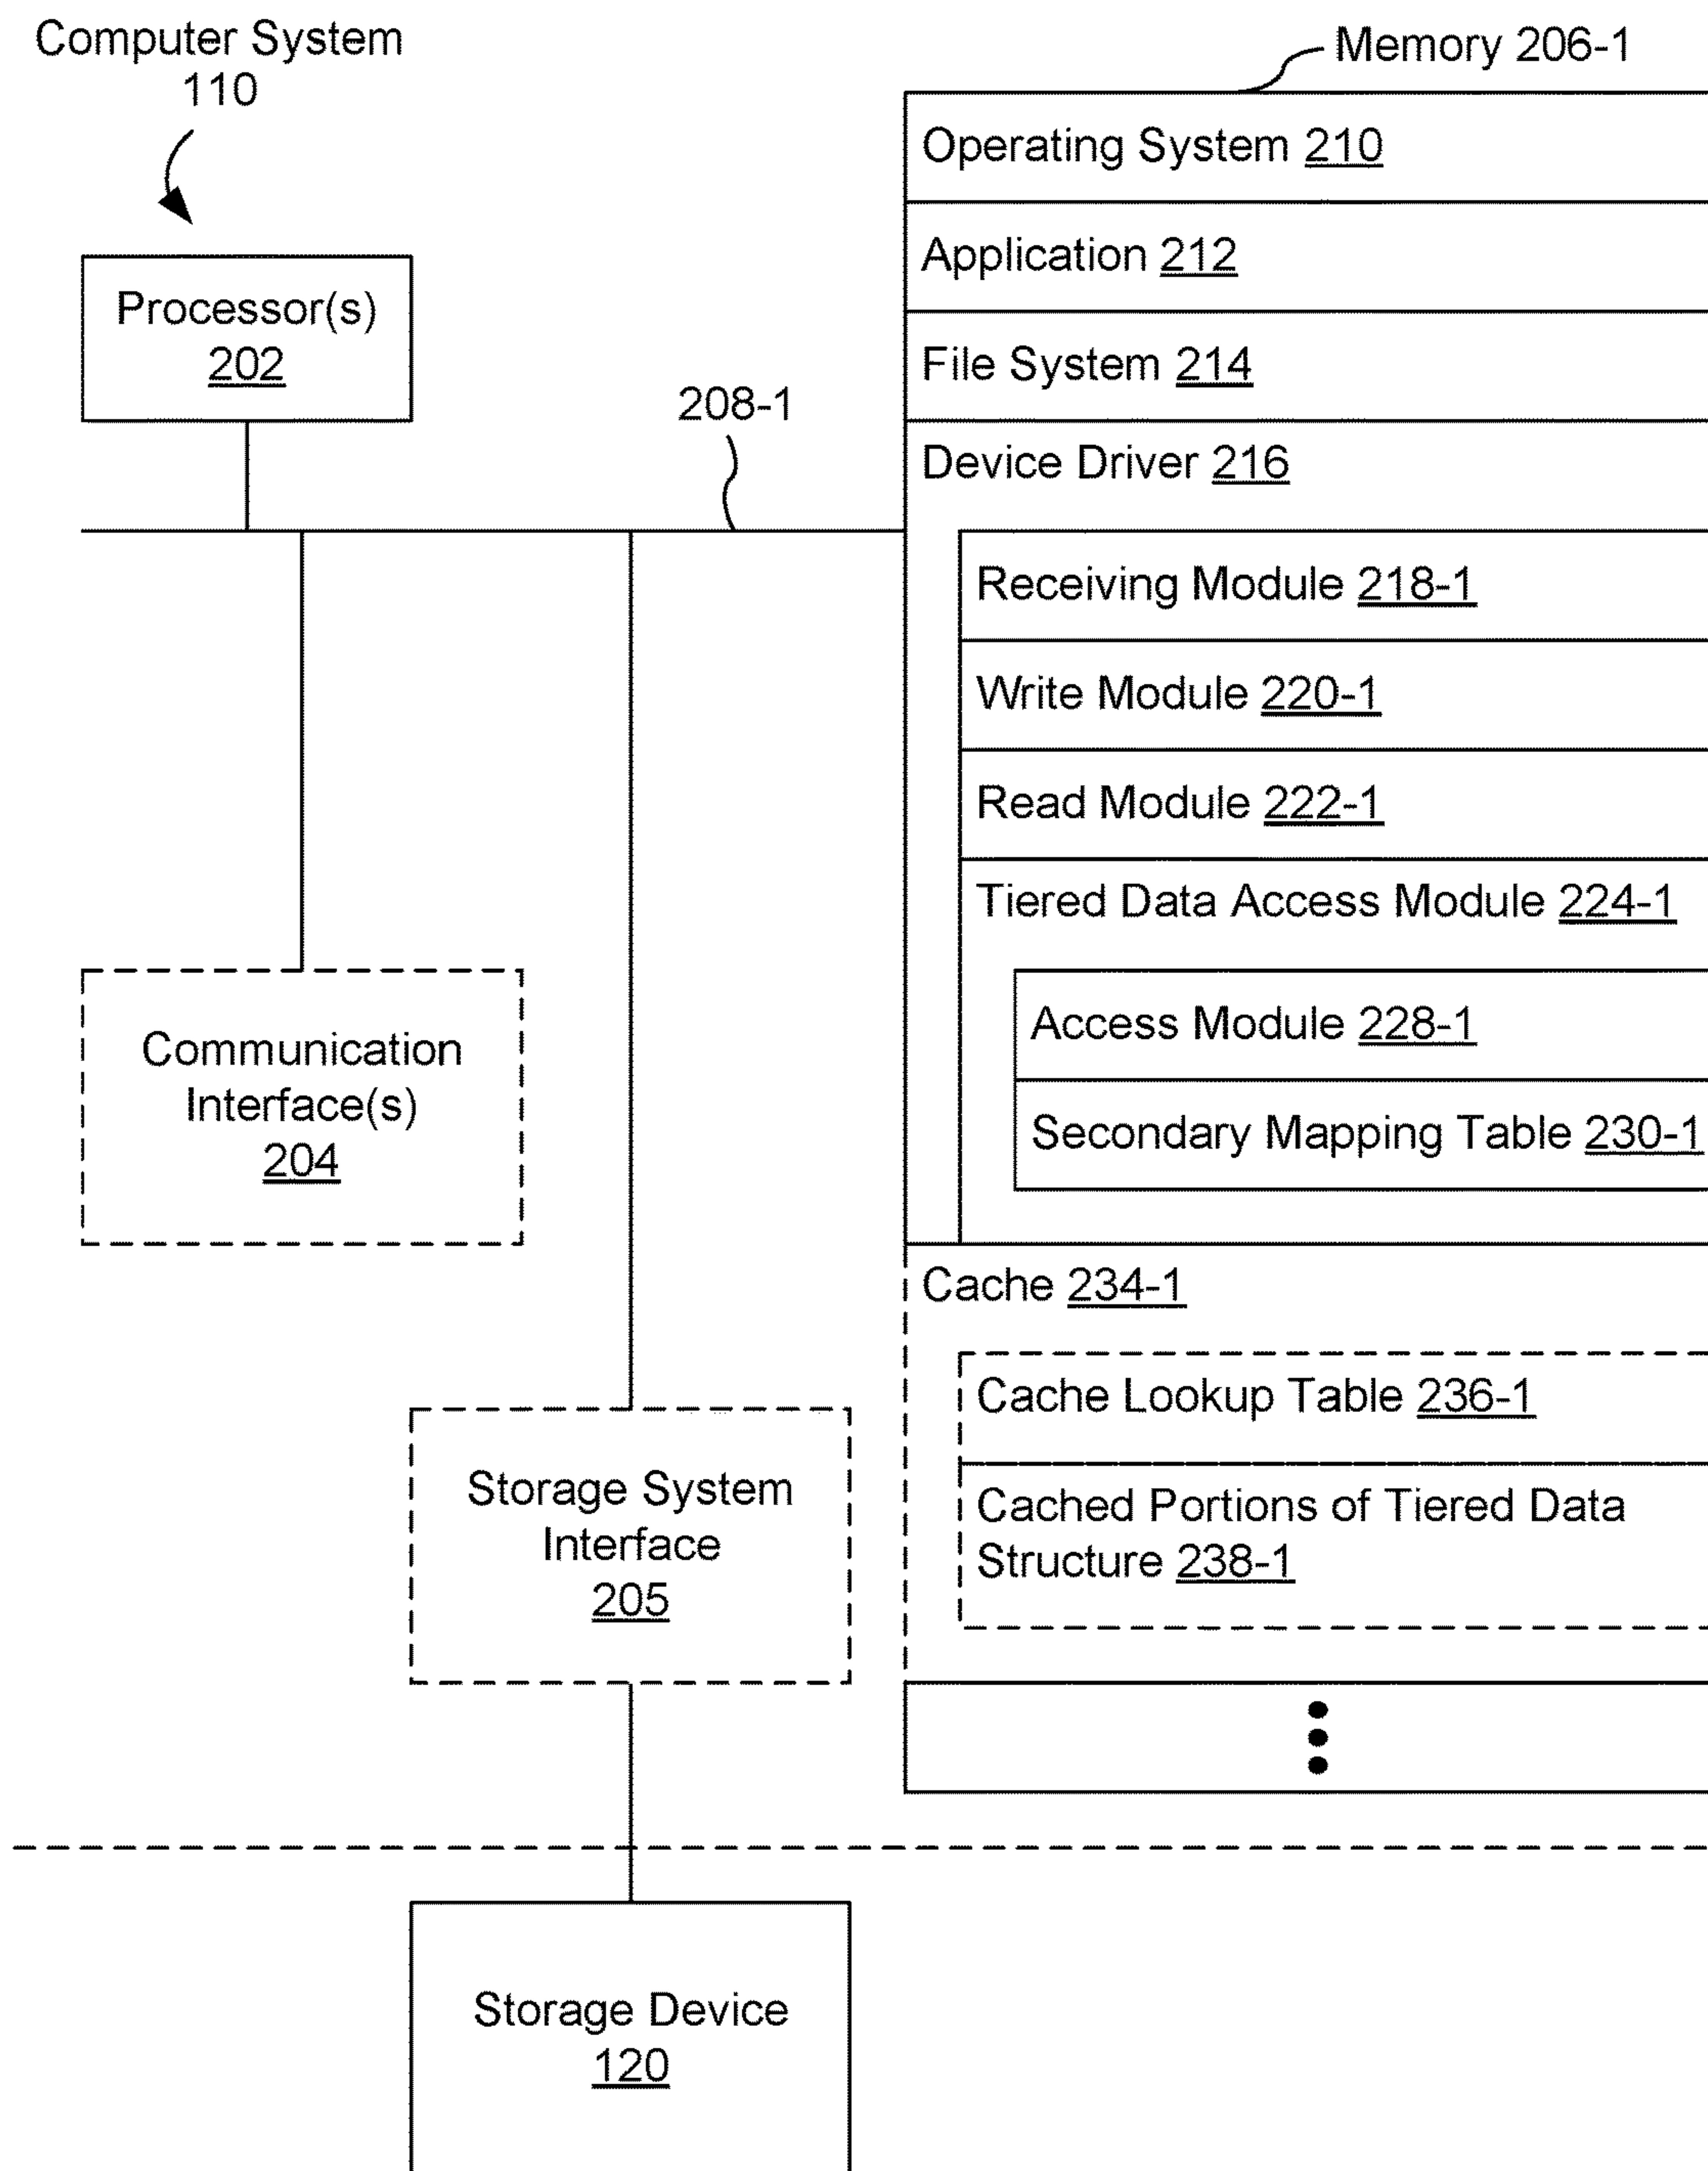 Computer System
110
Memory 206-1
Operating System 210
Application 212
Processor(s)
202
File System 214
208-1
Device Driver 216
Receiving Module 218-1
Write Module 220-1
Read Module 222-1
Tiered Data Access Module 224-1
Access Module 228-1
Communication
Interface(s)
204
Secondary Mapping Table 230-1
Cache 234-1
Cache Lookup Table 236-1
Storage System
Interface
205
Cached Portions of Tiered Data
Structure 238-1
Storage Device
120